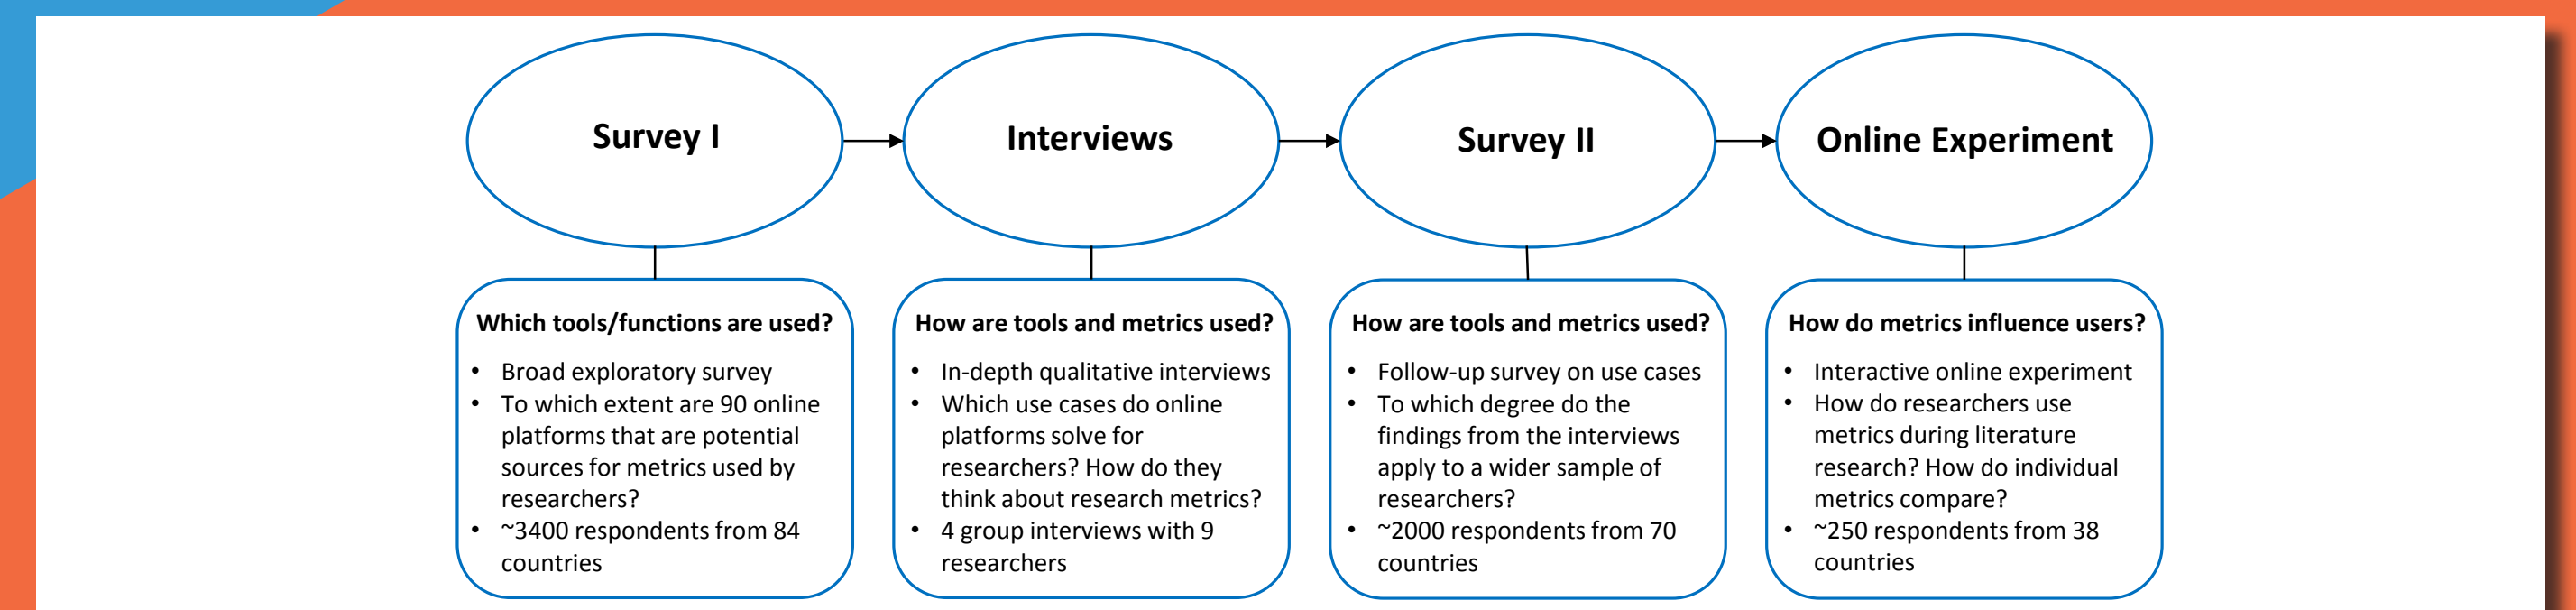 Survey I
Interviews
Survey II
Online Experiment
Which tools/functions are used?
• Broad exploratory survey
• To which extent are 90 online
platforms that are potential
sources for metrics used by
researchers?
• ~3400 respondents from 84
countries
How are tools and metrics used?
• In-depth qualitative interviews
• Which use cases do online
platforms solve for
researchers? How do they
think about research metrics?
• 4 group interviews with 9
researchers
How are tools and metrics used?
• Follow-up survey on use cases
• To which degree do the
findings from the interviews
apply to a wider sample of
researchers?
• ~2000 respondents from 70
countries
How do metrics influence users?
• Interactive online experiment
• How do researchers use
metrics during literature
research? How do individual
metrics compare?
• ~250 respondents from 38
countries